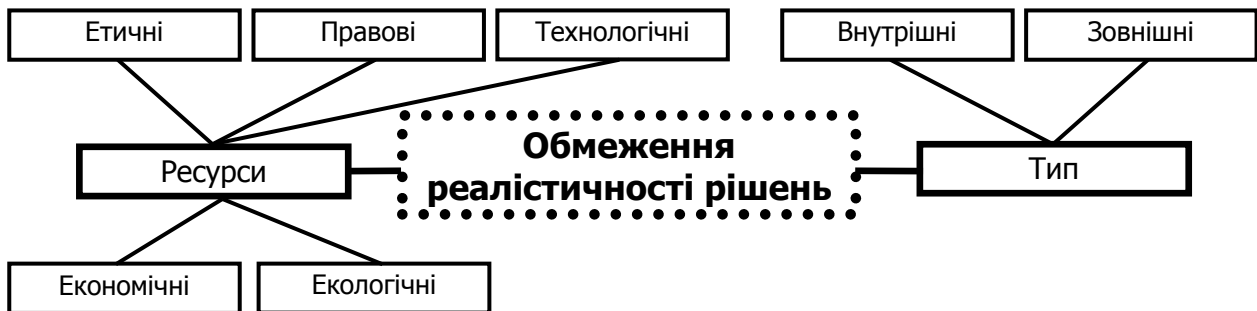 Етичні
Правові
Технологічні
Внутрішні
Зовнішні
Обмеження
реалістичності рішень
Ресурси
Тип
Економічні
Екологічні